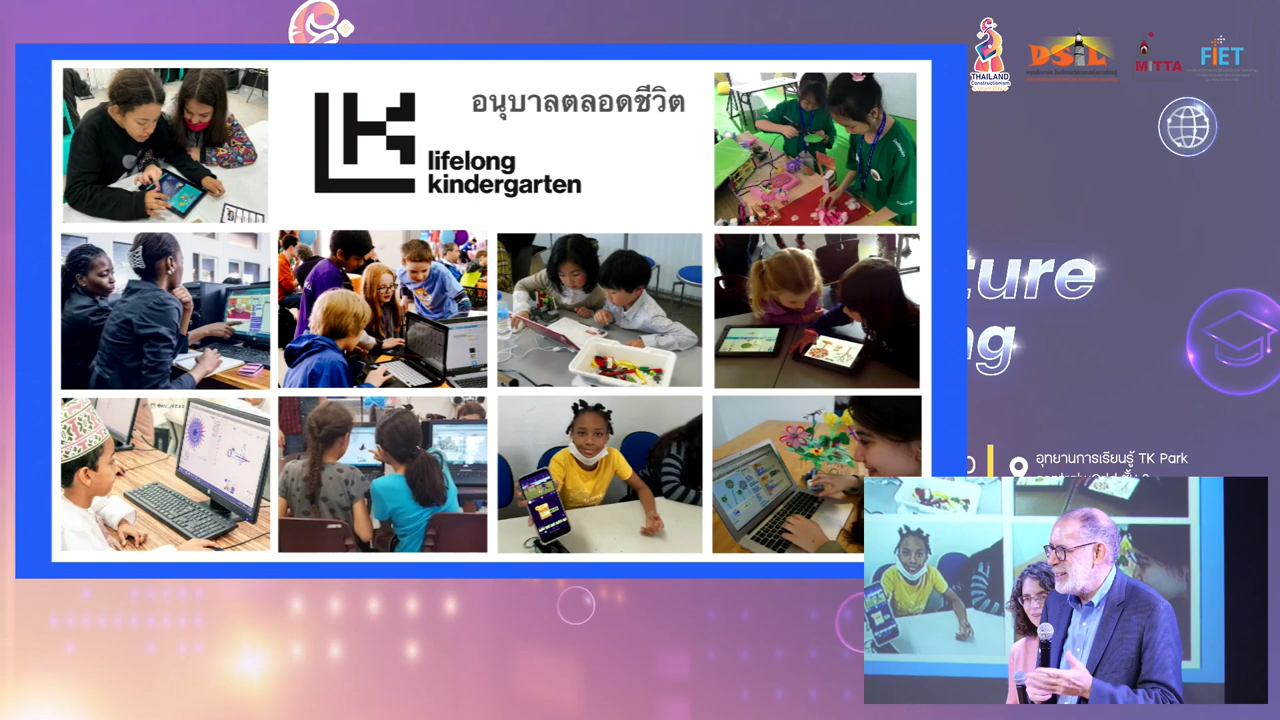 อนุบาลตลอดชีวิต
lifelong
kindergarten
THAILAND
Constructionism
DSIL
MITTA
FIET
ture
ng
อุทยานการเรียนรู้ TK Park